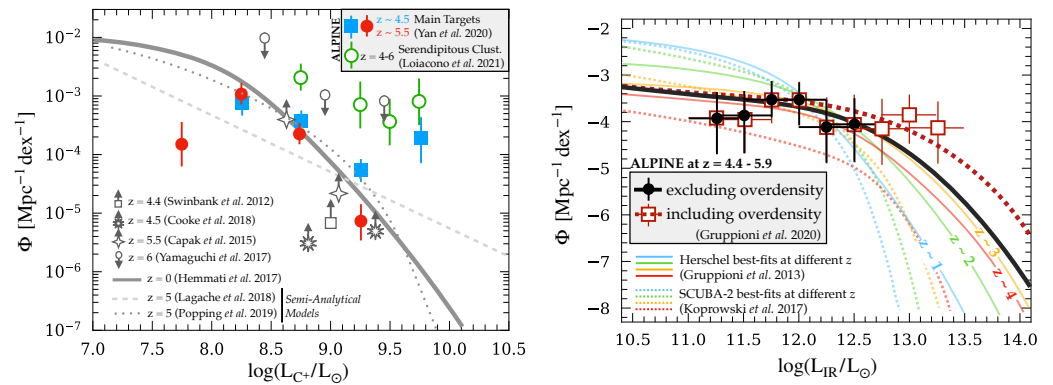 ALPINE
z ~ 4.5 Main Targets
z ~ 5.5 (Yan et al. 2020)
z = 4-6 Serendipitous Clust.
(Loiacono et al. 2021)
10⁻²
10⁻³
10⁻⁴
10⁻⁵
10⁻⁶
10⁻⁷
Φ [Mpc⁻¹ dex⁻¹]
z = 4.4 (Swinbank et al. 2012)
z = 4.5 (Cooke et al. 2018)
z = 5.5 (Capak et al. 2015)
z = 6 (Yamaguchi et al. 2017)
z = 0 (Hemmati et al. 2017)
z = 5 (Lagache et al. 2018)
z = 5 (Popping et al. 2019)
Semi-Analytical
Models
7.0 7.5 8.0 8.5 9.0 9.5 10.0 10.5
log(L_C⁺/L_⊙)
−2
−3
−4
−5
−6
−7
−8
Φ [Mpc⁻¹ dex⁻¹]
ALPINE at z = 4.4 - 5.9
excluding overdensity
including overdensity
(Gruppioni et al. 2020)
Herschel best-fits at different z
(Gruppioni et al. 2013)
SCUBA-2 best-fits at different z
(Koprowski et al. 2017)
z ~ 1
z ~ 2
z ~ 3
z ~ 4
10.5 11.0 11.5 12.0 12.5 13.0 13.5 14.0
log(L_IR/L_⊙)